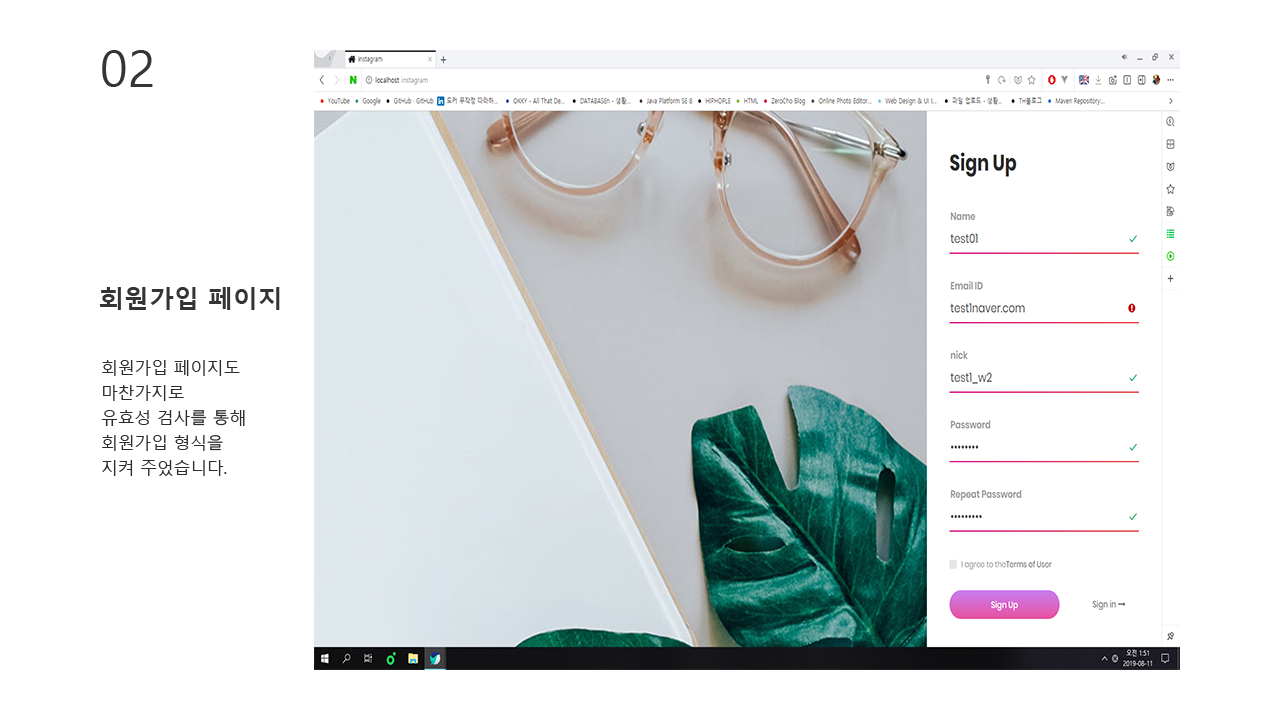 02
회원가입 페이지
회원가입 페이지도
마찬가지로
유효성 검사를 통해
회원가입 형식을
지켜 주었습니다.
instagram
localhost instagram
YouTube Google GitHub · GitHub 도커 무작정 따라하... OKKY - All That De... DATABASEn - 생활... Java Platform SE 8 HIPHOPLE HTML ZeroCho Blog Online Photo Editor... Web Design & UI I... 파일 업로드 - 생활... TH블로그 Maven Repository:...
Sign Up
Name
test01
Email ID
test1naver.com
nick
test1_w2
Password
••••••••
Repeat Password
•••••••••
I agree to theTerms of User
Sign Up
Sign in
오전 1:51
2019-08-11